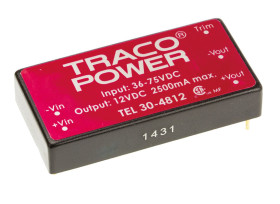 TRACO®
POWER
Trim
-Vout
+Vout
-Vin
+Vin
Input: 36-75VDC
Output: 12VDC 2500mA max.
TEL 30-4812
1431